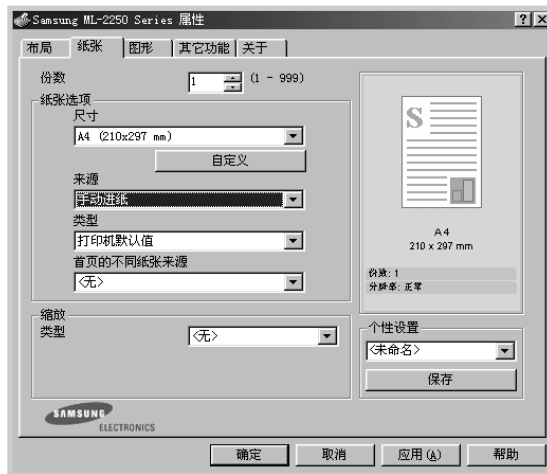 Samsung ML-2250 Series 属性
布局 纸张 图形 其它功能 关于
份数 1 (1 - 999)
纸张选项
尺寸
A4 (210x297 mm)
自定义
来源
手动进纸
类型
打印机默认值
首页的不同纸张来源
<无>
缩放
类型 <无>
S
A4
210 x 297 mm
份数: 1
分辨率: 正常
个性设置
<未命名>
保存
SAMSUNG
ELECTRONICS
确定 取消 应用(A) 帮助